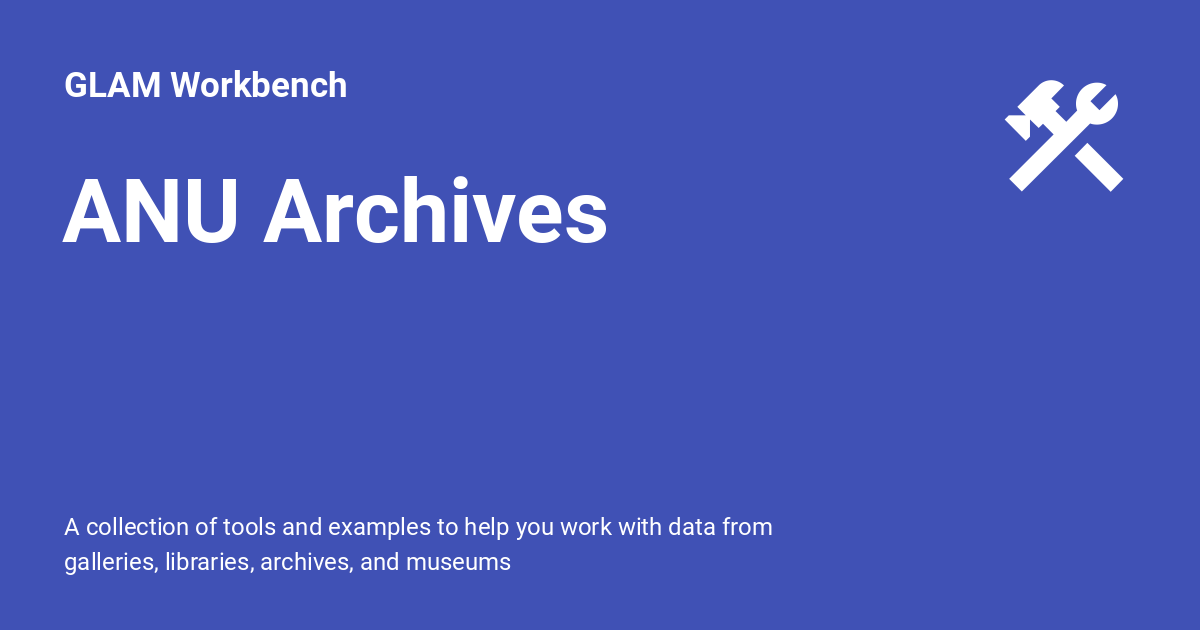 GLAM Workbench
ANU Archives
A collection of tools and examples to help you work with data from
galleries, libraries, archives, and museums